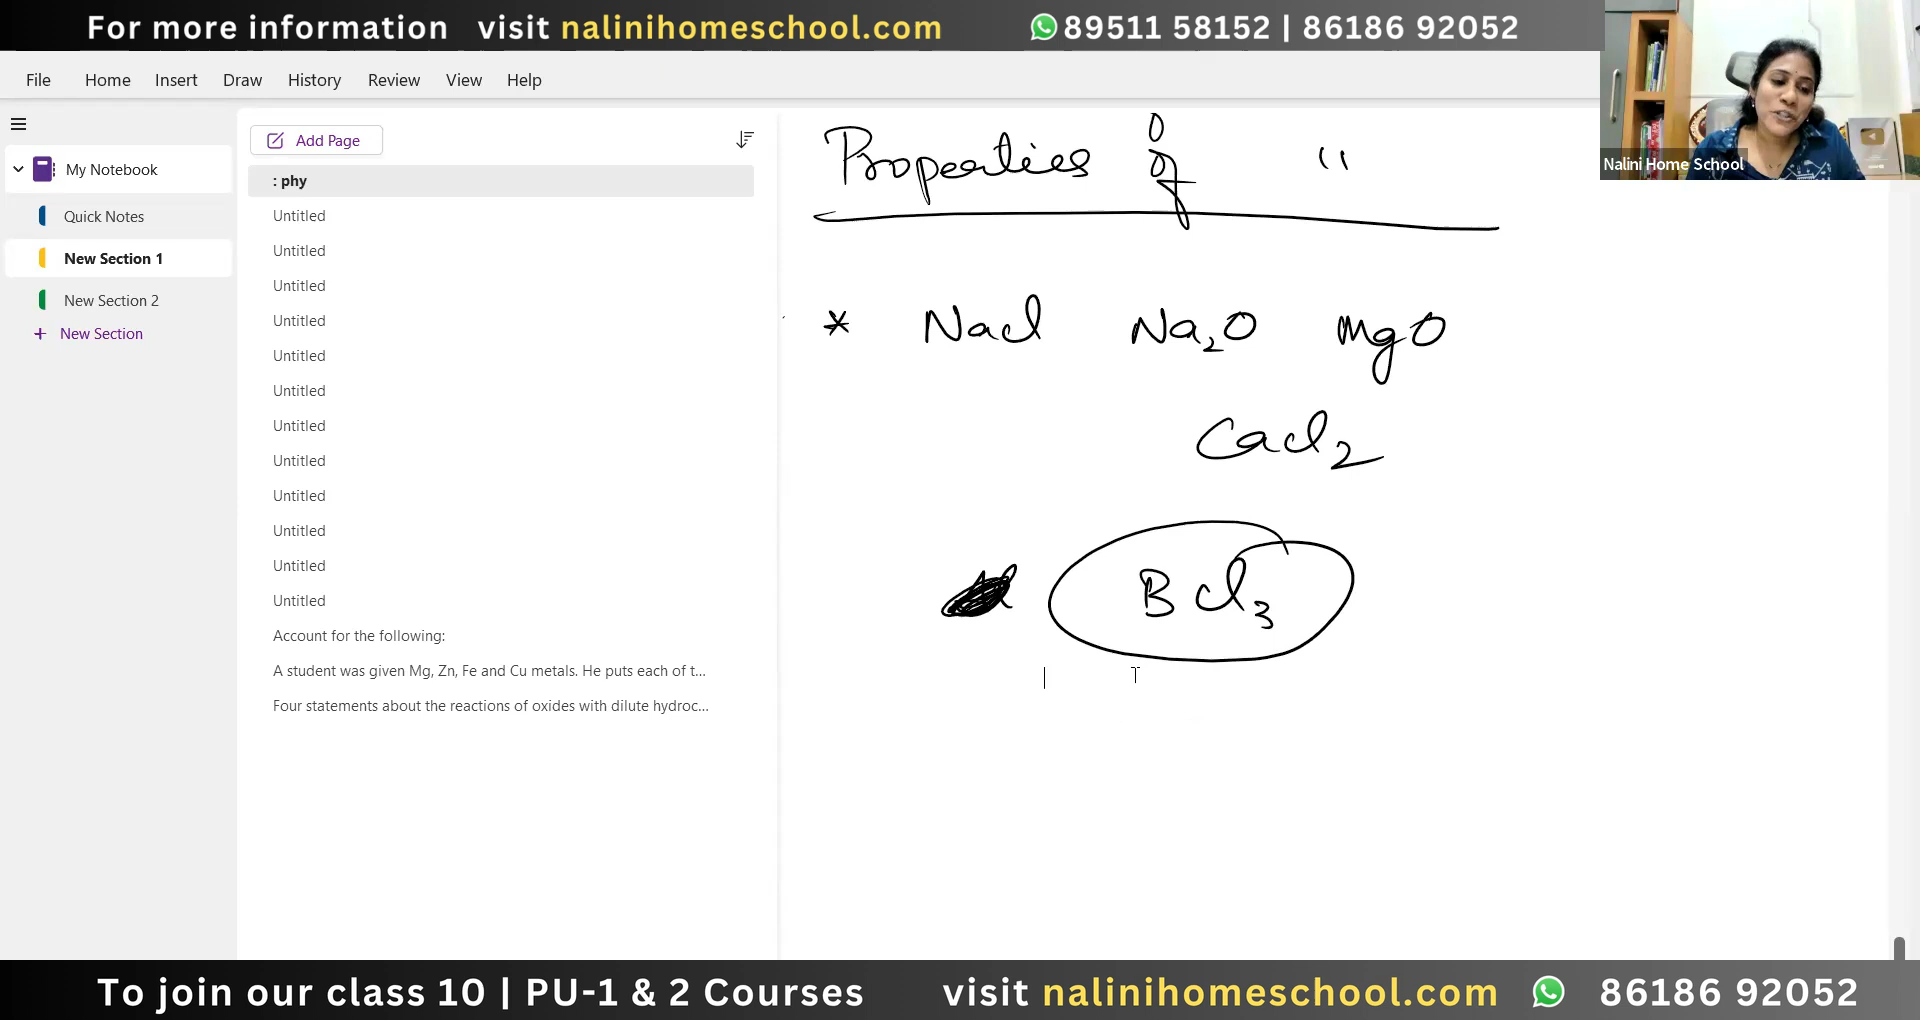 For more information visit nalinihomeschool.com 89511 58152 | 86186 92052
File Home Insert Draw History Review View Help
Nalini Home School
My Notebook
Quick Notes
New Section 1
New Section 2
+ New Section
Add Page
: phy
Untitled
Untitled
Untitled
Untitled
Untitled
Untitled
Untitled
Untitled
Untitled
Untitled
Untitled
Untitled
Account for the following:
A student was given Mg, Zn, Fe and Cu metals. He puts each of t...
Four statements about the reactions of oxides with dilute hydroc...
Properties of "
* Nacl Na₂O MgO
Cacl₂
Bcl₃
To join our class 10 | PU-1 & 2 Courses visit nalinihomeschool.com 86186 92052